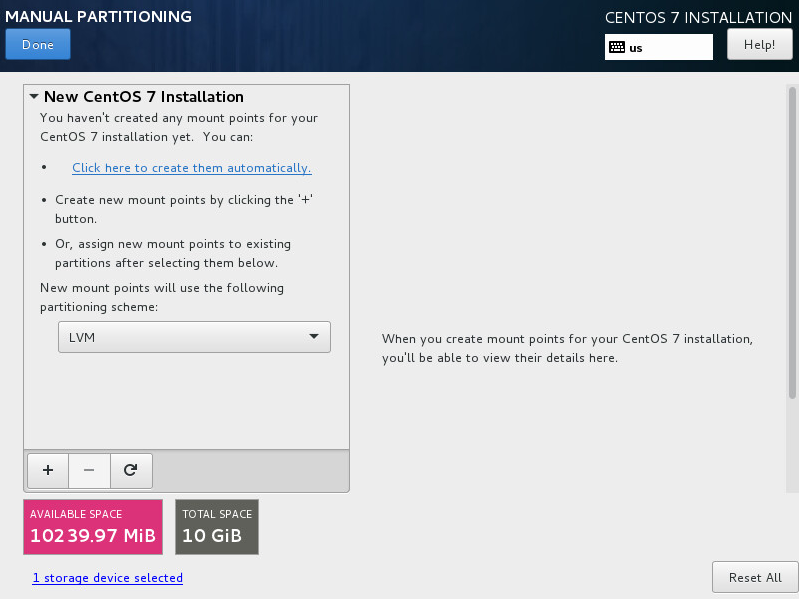 MANUAL PARTITIONING
CENTOS 7 INSTALLATION
Done
us
Help!
New CentOS 7 Installation
You haven't created any mount points for your
CentOS 7 installation yet. You can:
• Click here to create them automatically.
• Create new mount points by clicking the '+'
button.
• Or, assign new mount points to existing
partitions after selecting them below.
New mount points will use the following
partitioning scheme:
LVM
When you create mount points for your CentOS 7 installation,
you'll be able to view their details here.
+ −
AVAILABLE SPACE
10239.97 MiB
TOTAL SPACE
10 GiB
1 storage device selected
Reset All